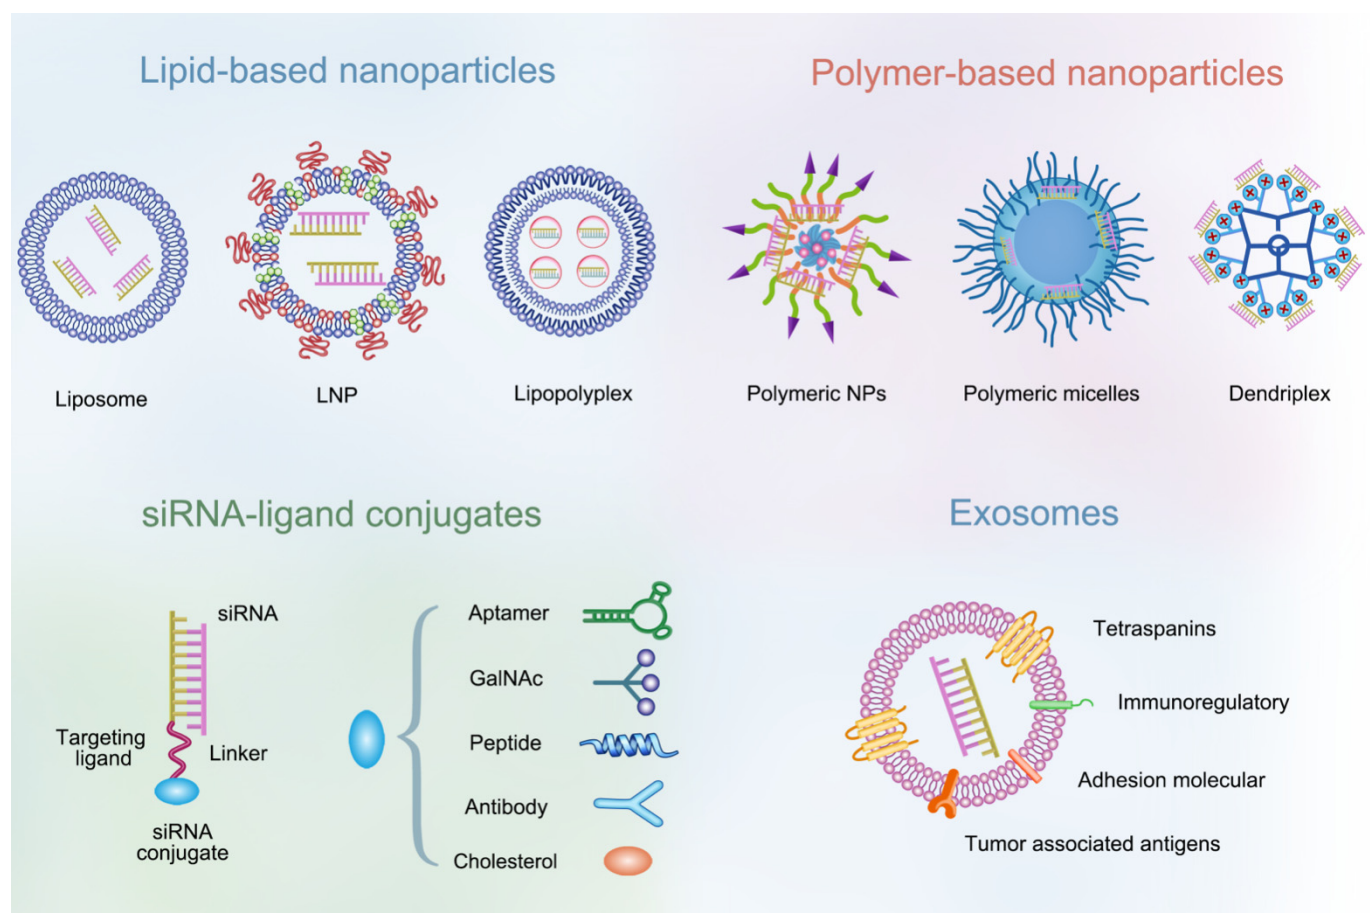 Lipid-based nanoparticles
Polymer-based nanoparticles
Liposome
LNP
Lipopolyplex
Polymeric NPs
Polymeric micelles
Dendriplex
siRNA-ligand conjugates
siRNA
Targeting
ligand
Linker
siRNA
conjugate
Aptamer
GalNAc
Peptide
Antibody
Cholesterol
Exosomes
Tetraspanins
Immunoregulatory
Adhesion molecular
Tumor associated antigens